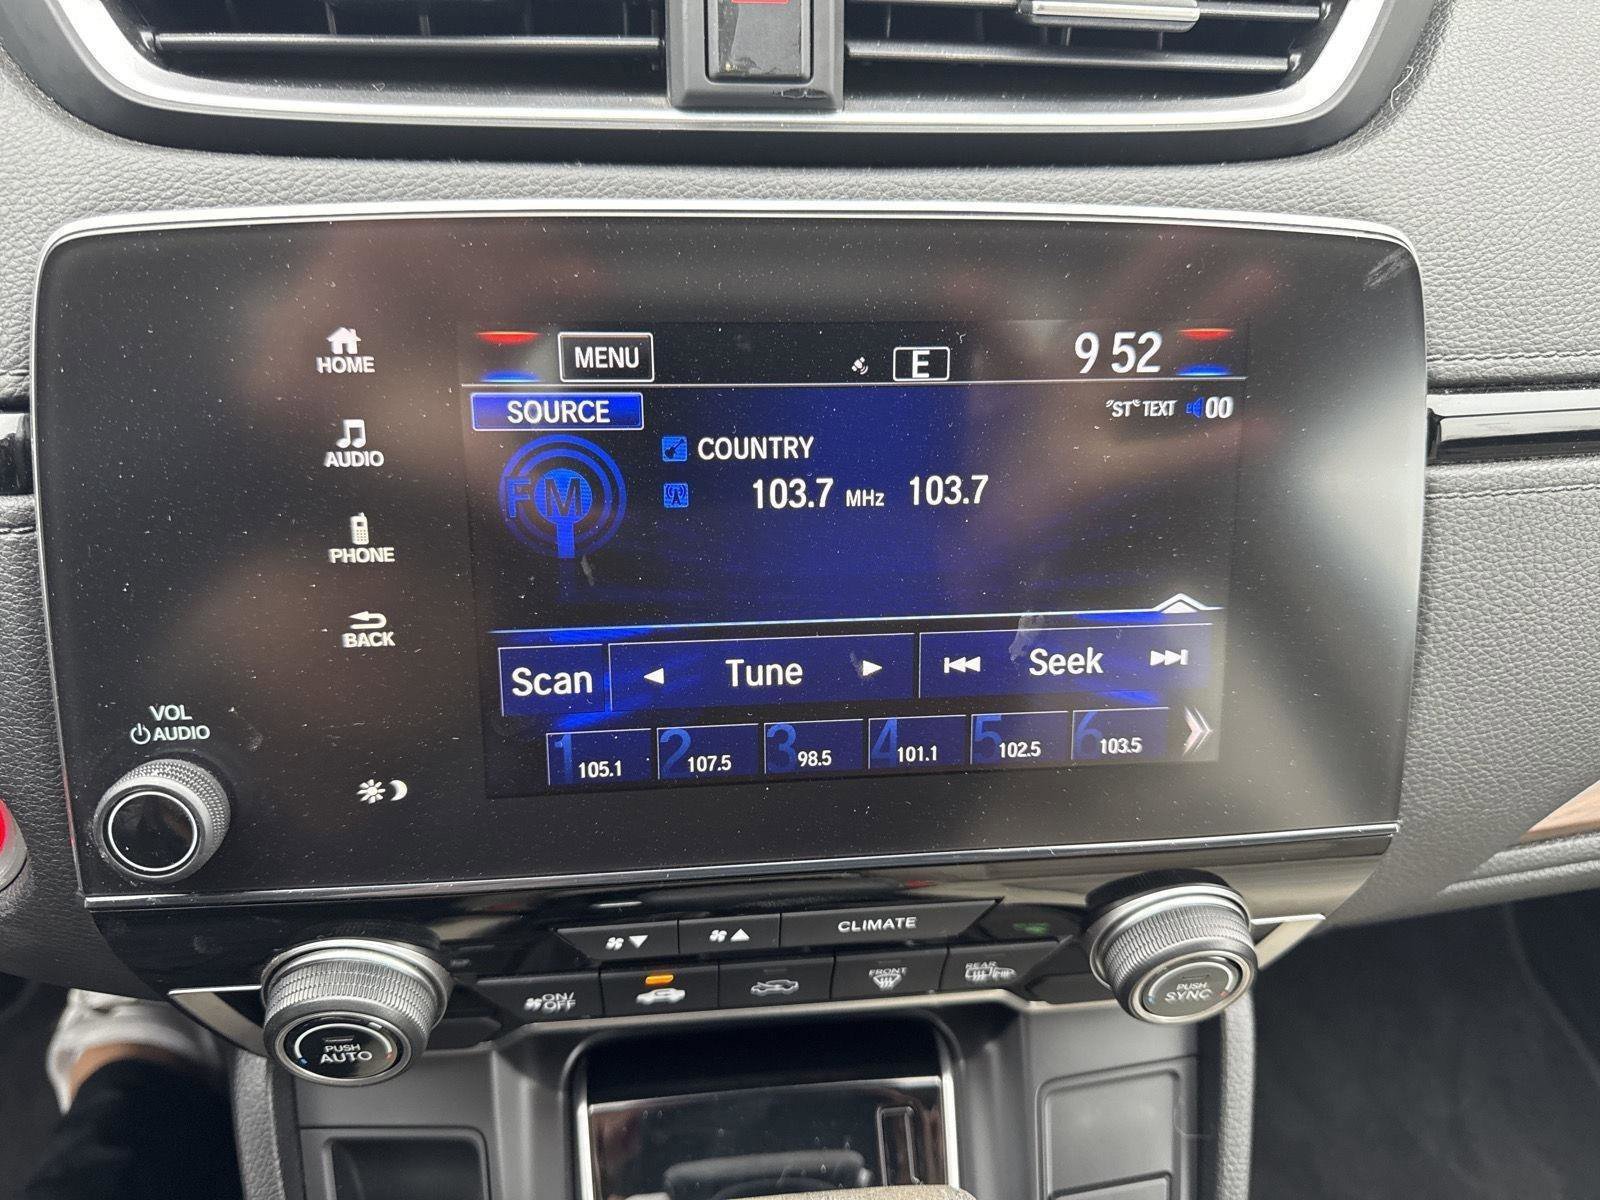 HOME
MENU
E
9 52
SOURCE
ST TEXT
00
AUDIO
COUNTRY
FM
103.7 MHz 103.7
PHONE
BACK
Scan
Tune
Seek
VOL
AUDIO
1 105.1
2 107.5
3 98.5
4 101.1
5 102.5
6 103.5
CLIMATE
ON/
OFF
FRONT
REAR
PUSH
SYNC
PUSH
AUTO